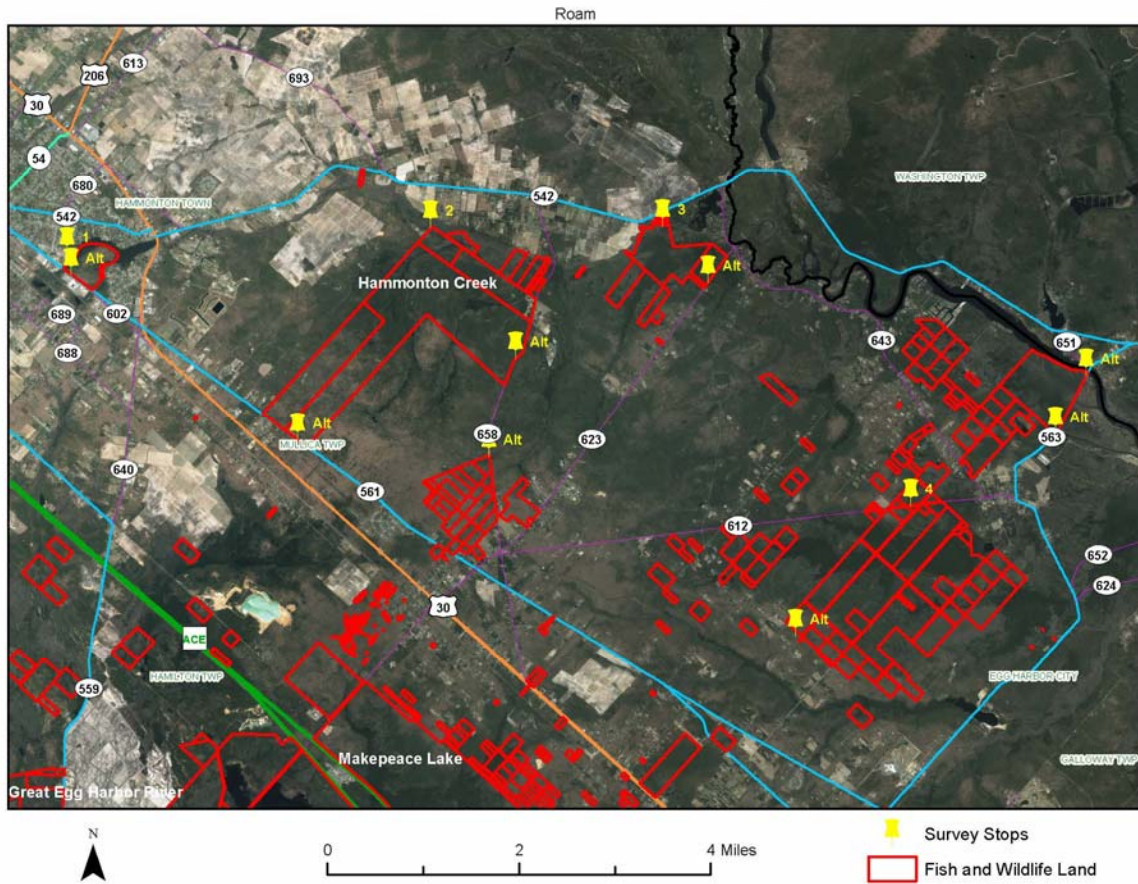 Roam
613
693
206
30
54
680
WASHINGTON TWP
HAMMONTON TOWN
542
2
3
542
1
Alt
Alt
Hammonton Creek
689
602
643
651
Alt
688
Alt
Alt
Alt
563
658
Alt
623
MULLICA TWP
640
561
4
612
652
624
30
Alt
ACE
HAMILTON TWP
EGG HARBOR CITY
559
Makepeace Lake
GALLOWAY TWP
Great Egg Harbor River
N
0 2 4 Miles
Survey Stops
Fish and Wildlife Land